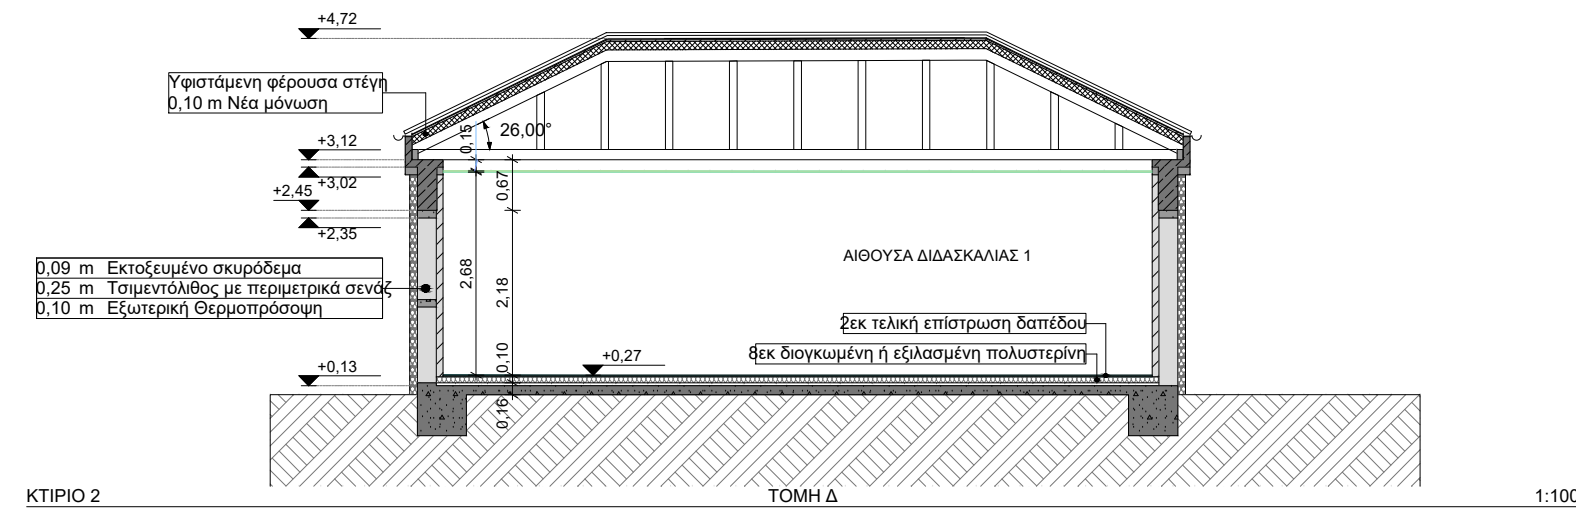 +4,72
Υφιστάμενη φέρουσα στέγη
0,10 m Νέα μόνωση
0,15
26,00°
+3,12
+3,02
+2,45
0,67
+2,35
ΑΙΘΟΥΣΑ ΔΙΔΑΣΚΑΛΙΑΣ 1
0,09 m Εκτοξευμένο σκυρόδεμα
0,25 m Τσιμεντόλιθος με περιμετρικά σενάζ
0,10 m Εξωτερική Θερμοπρόσοψη
2,68
2,18
2εκ τελική επίστρωση δαπέδου
8εκ διογκωμένη ή εξιλασμένη πολυστερίνη
0,10
+0,27
+0,13
0,16
ΚΤΙΡΙΟ 2
ΤΟΜΗ Δ
1:100